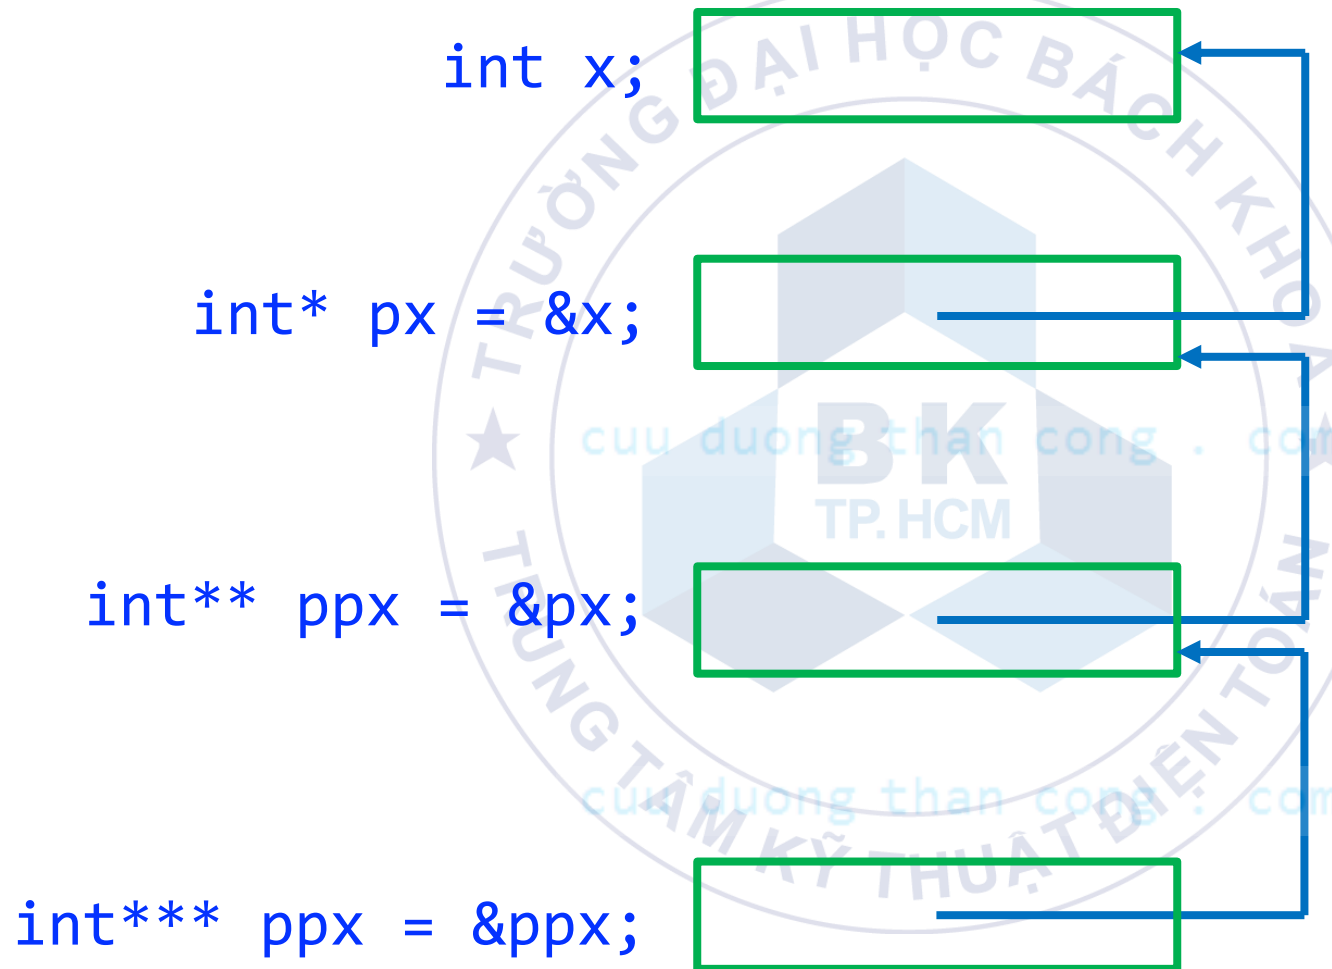 int x;
int* px = &x;
int** ppx = &px;
int*** ppx = &ppx;
TRƯỜNG ĐẠI HỌC BÁCH KHOA
BK
TP. HCM
TRUNG TÂM KỸ THUẬT ĐIỆN TOÁN
cuu duong than cong . com
cuu duong than cong . com